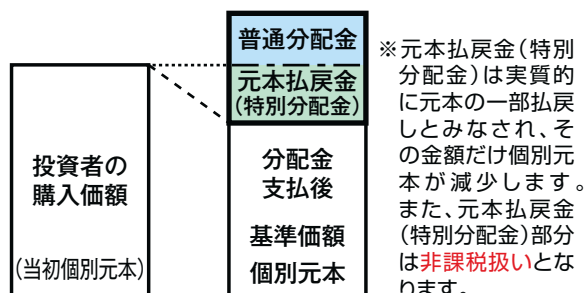 普通分配金
元本払戻金
(特別分配金)
投資者の
購入価額
(当初個別元本)
分配金
支払後
基準価額
個別元本
※元本払戻金(特別
分配金)は実質的
に元本の一部払戻
しとみなされ、そ
の金額だけ個別元
本が減少します。
また、元本払戻金
(特別分配金)部分
は非課税扱いとな
ります。